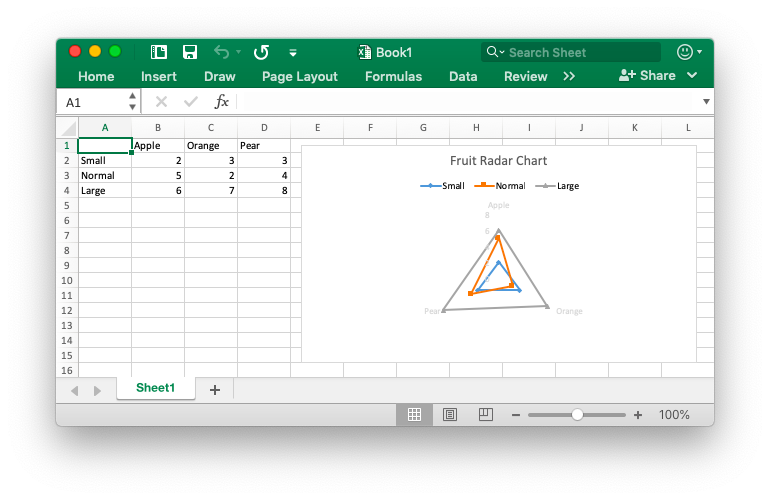 Book1
Search Sheet
Home Insert Draw Page Layout Formulas Data Review >> Share
A1 fx
A B C D E F G H I J K L
1 Apple Orange Pear
2 Small 2 3 3
3 Normal 5 2 4
4 Large 6 7 8
5
6
7
8
9
10
11
12
13
14
15
16
Fruit Radar Chart
Small Normal Large
Apple
8
6
Pear Orange
Sheet1 +
100%